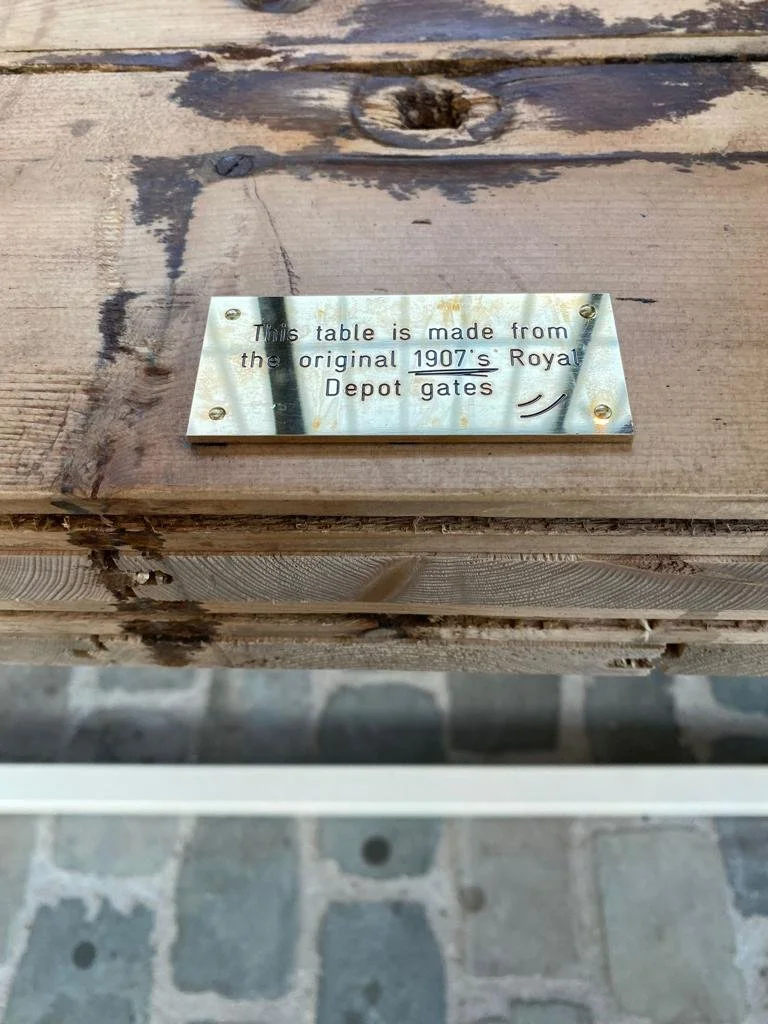 This table is made from
the original 1907's Royal
Depot gates